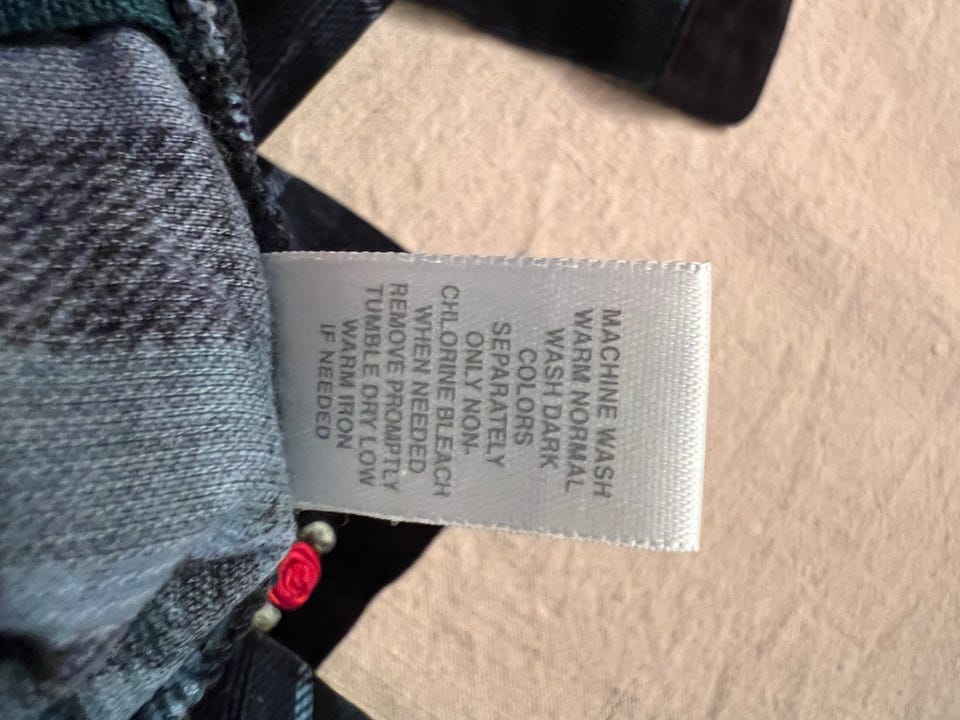 MACHINE WASH
WARM NORMAL
WASH DARK
COLORS
SEPARATELY
ONLY NON-
CHLORINE BLEACH
WHEN NEEDED
REMOVE PROMPTLY
TUMBLE DRY LOW
WARM IRON
IF NEEDED